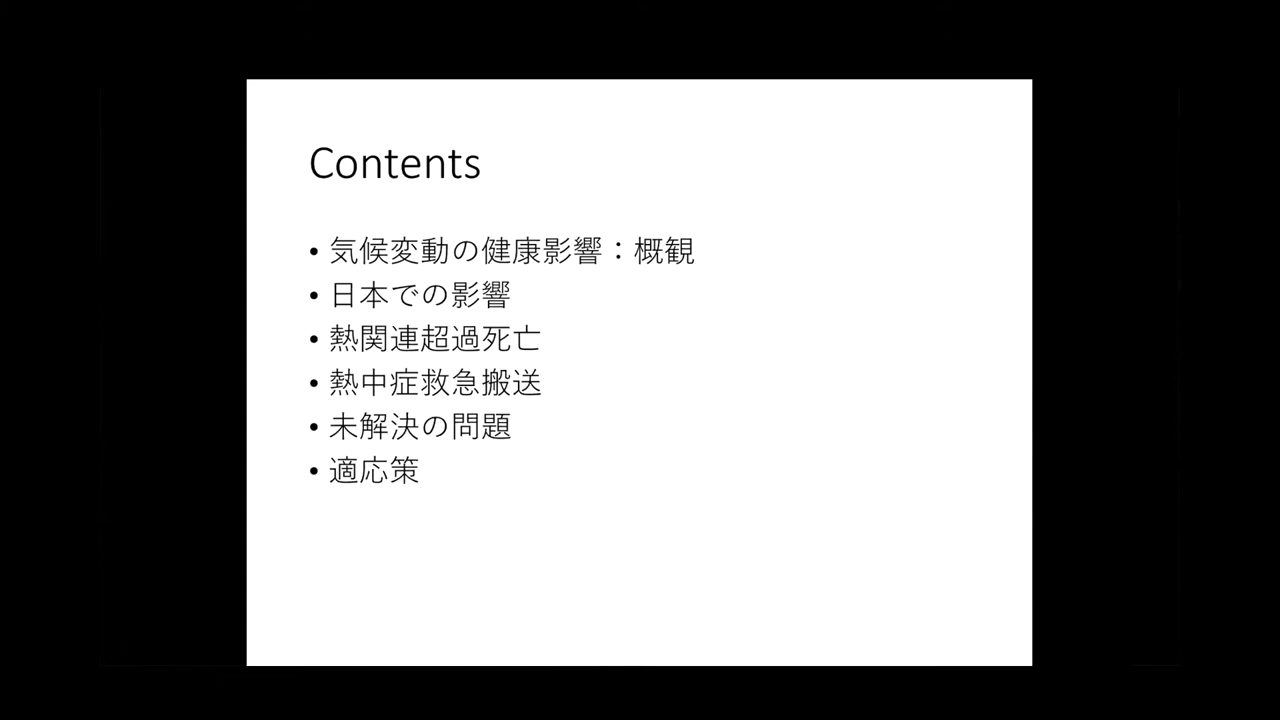 Contents
• 気候変動の健康影響：概観
• 日本での影響
• 熱関連超過死亡
• 熱中症救急搬送
• 未解決の問題
• 適応策